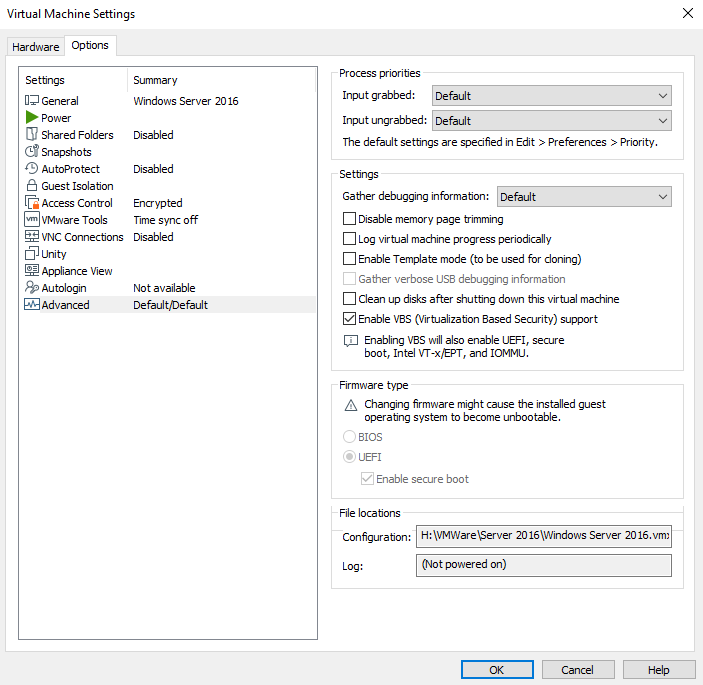 Virtual Machine Settings
Hardware Options
Settings Summary
General Windows Server 2016
Power
Shared Folders Disabled
Snapshots
AutoProtect Disabled
Guest Isolation
Access Control Encrypted
vm VMware Tools Time sync off
VNC Connections Disabled
Unity
Appliance View
Autologin Not available
Advanced Default/Default
Process priorities
Input grabbed: Default
Input ungrabbed: Default
The default settings are specified in Edit > Preferences > Priority.
Settings
Gather debugging information: Default
Disable memory page trimming
Log virtual machine progress periodically
Enable Template mode (to be used for cloning)
Gather verbose USB debugging information
Clean up disks after shutting down this virtual machine
Enable VBS (Virtualization Based Security) support
Enabling VBS will also enable UEFI, secure
boot, Intel VT-x/EPT, and IOMMU.
Firmware type
Changing firmware might cause the installed guest
operating system to become unbootable.
BIOS
UEFI
Enable secure boot
File locations
Configuration: H:\VMWare\Server 2016\Windows Server 2016.vmx
Log: (Not powered on)
OK Cancel Help